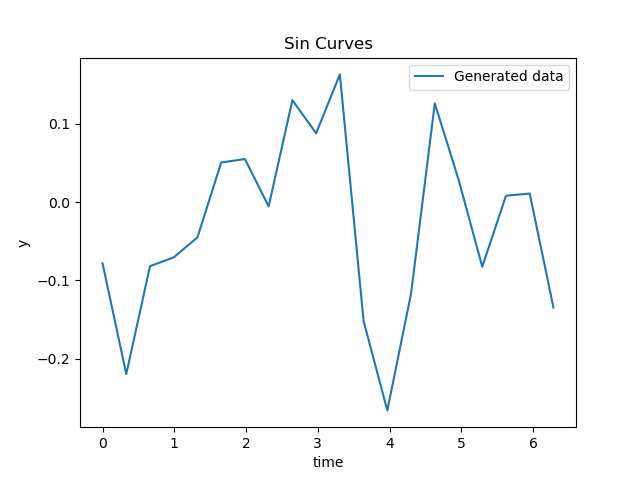 Sin Curves
Generated data
0.1
0.0
−0.1
−0.2
y
0 1 2 3 4 5 6
time